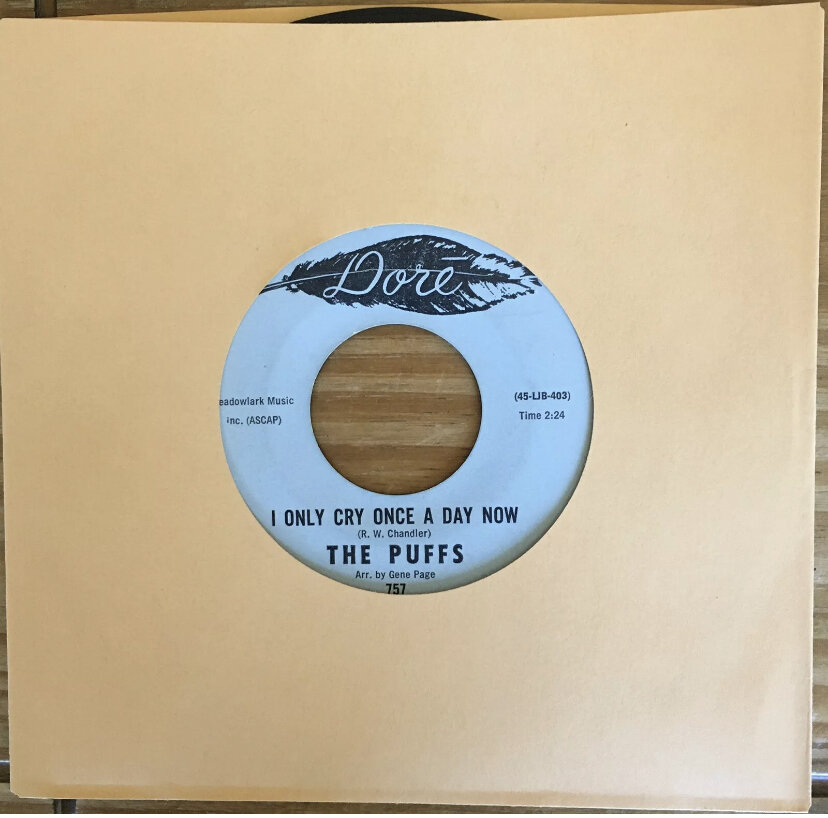 Doré
eadowlark Music
inc. (ASCAP)
(45-LJB-403)
Time 2:24
I ONLY CRY ONCE A DAY NOW
(R. W. Chandler)
THE PUFFS
Arr. by Gene Page
757